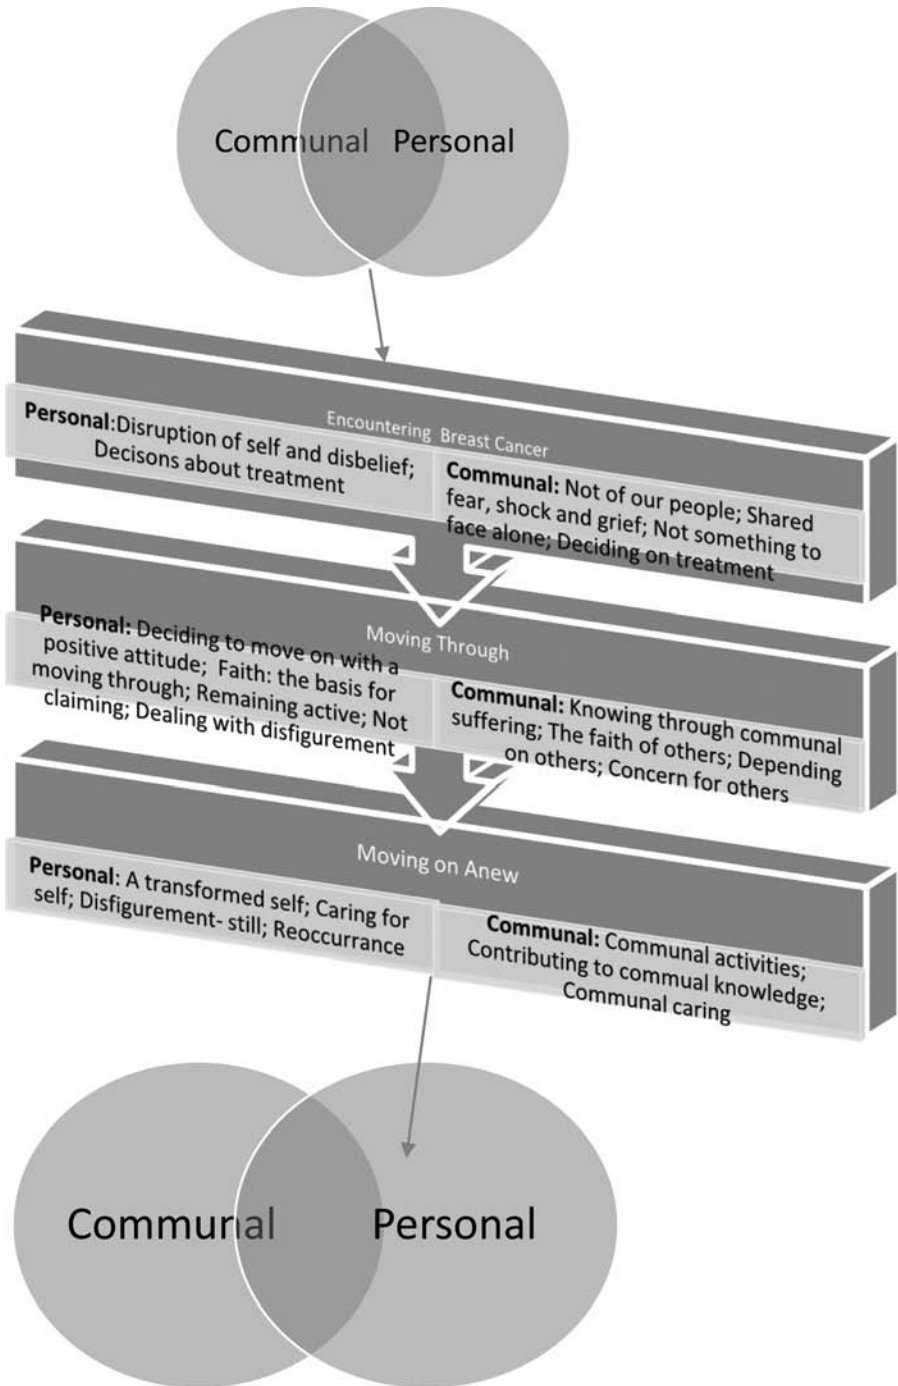 Communal Personal
Encountering Breast Cancer
Personal:Disruption of self and disbelief;
Decisons about treatment
Communal: Not of our people; Shared
fear, shock and grief; Not something to
face alone; Deciding on treatment
Moving Through
Personal: Deciding to move on with a
positive attitude; Faith: the basis for
moving through; Remaining active; Not
claiming; Dealing with disfigurement
Communal: Knowing through communal
suffering; The faith of others; Depending
on others; Concern for others
Moving on Anew
Personal: A transformed self; Caring for
self; Disfigurement- still; Reoccurrance
Communal: Communal activities;
Contributing to commual knowledge;
Communal caring
Communal Personal